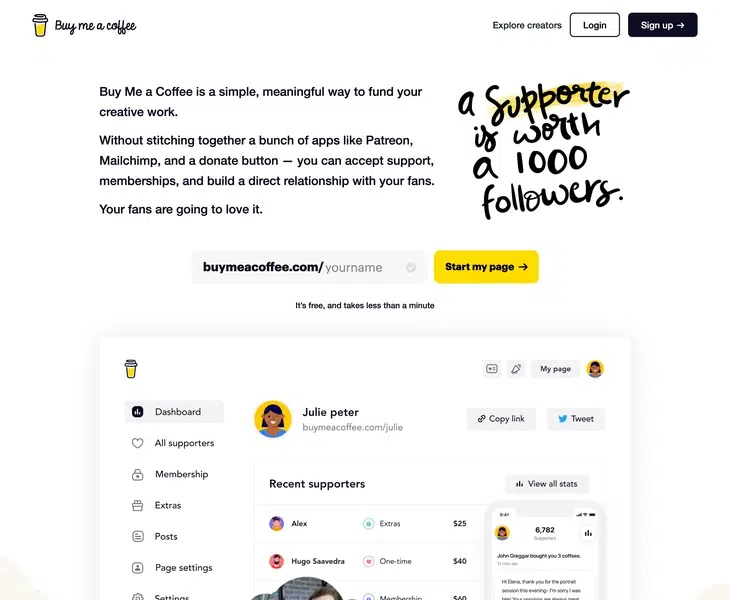 Buy me a coffee
Explore creators
Login
Sign up →
Buy Me a Coffee is a simple, meaningful way to fund your
creative work.
Without stitching together a bunch of apps like Patreon,
Mailchimp, and a donate button — you can accept support,
memberships, and build a direct relationship with your fans.
Your fans are going to love it.
a Supporter
is worth
a 1000
followers.
buymeacoffee.com/yourname
Start my page →
It's free, and takes less than a minute
My page
Dashboard
All supporters
Membership
Extras
Posts
Page settings
Settings
Julie peter
buymeacoffee.com/julie
Copy link
Tweet
Recent supporters
View all stats
Alex
Extras
$25
Hugo Saavedra
One-time
$40
Membership
$60
9:41
6,782
Supporters
John Greggar bought you 3 coffees.
12 mins ago
Hi Elena, thank you for the portrait
session this evening- I'm sorry I was
late! Your sessions are always great